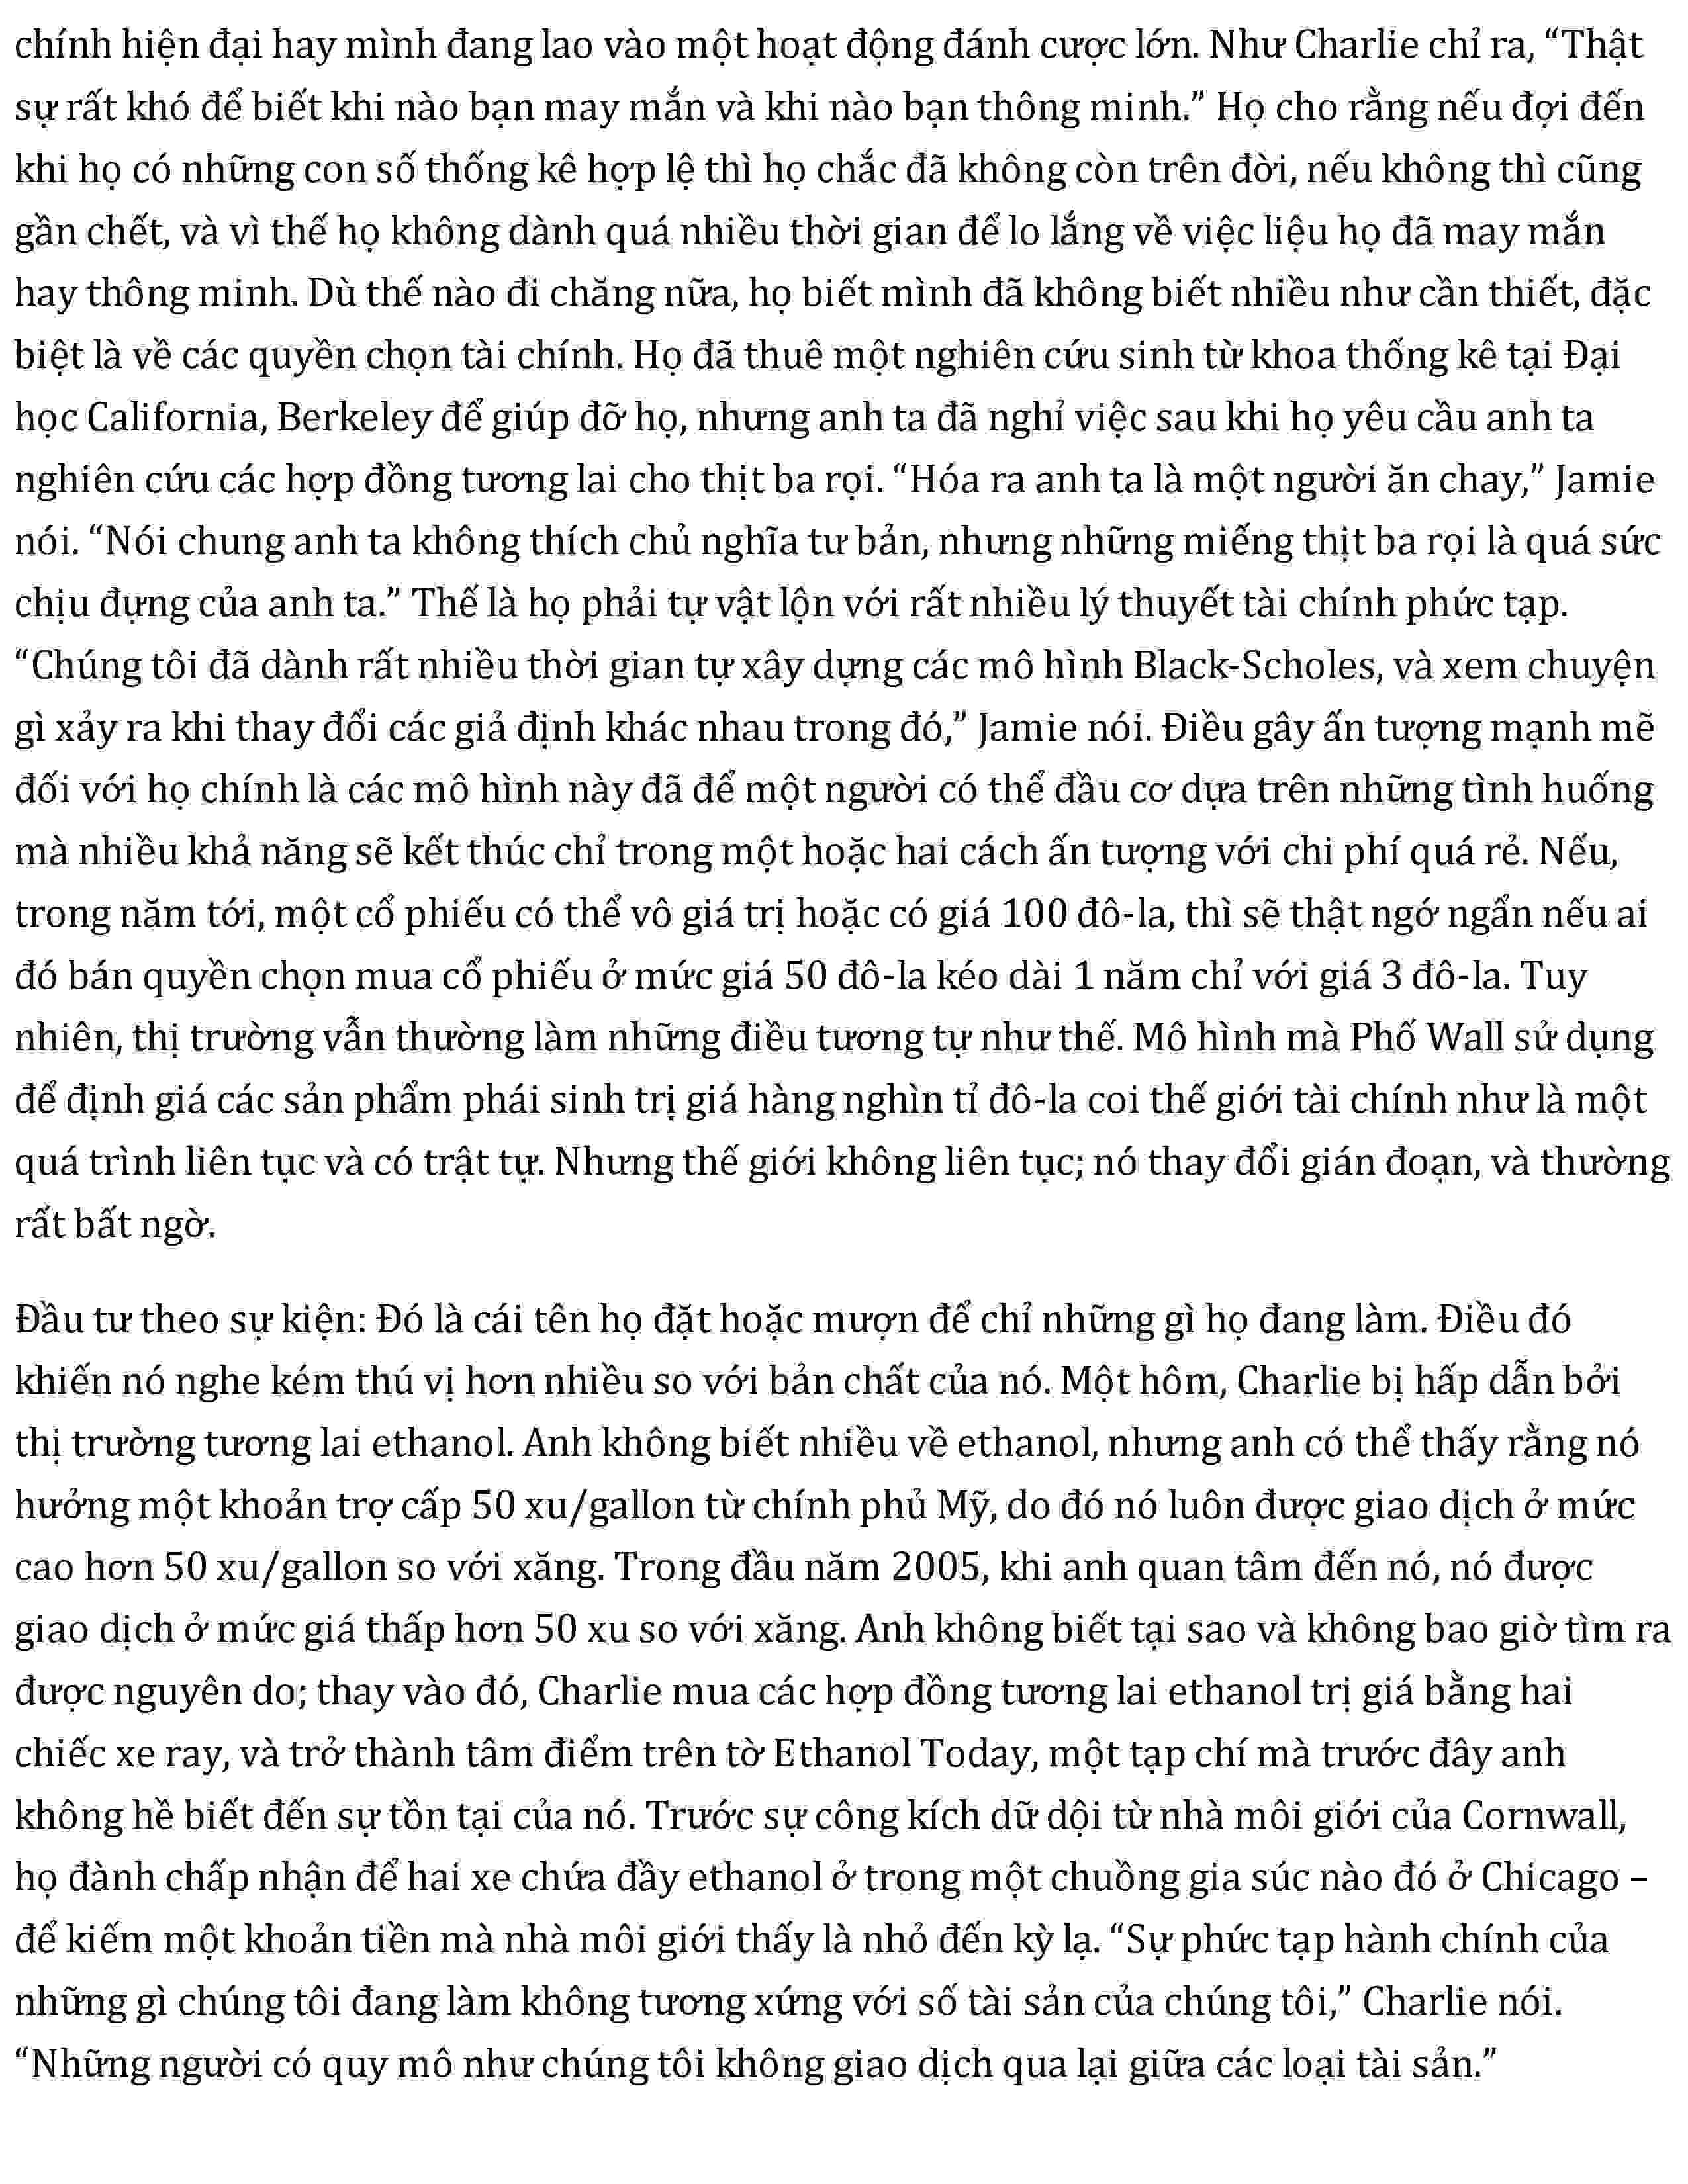 chính hiện đại hay mình đang lao vào một hoạt động đánh cược lớn. Như Charlie chỉ ra, “Thật
sự rất khó để biết khi nào bạn may mắn và khi nào bạn thông minh.” Họ cho rằng nếu đợi đến
khi họ có những con số thống kê hợp lệ thì họ chắc đã không còn trên đời, nếu không thì cũng
gần chết, và vì thế họ không dành quá nhiều thời gian để lo lắng về việc liệu họ đã may mắn
hay thông minh. Dù thế nào đi chăng nữa, họ biết mình đã không biết nhiều như cần thiết, đặc
biệt là về các quyền chọn tài chính. Họ đã thuê một nghiên cứu sinh từ khoa thống kê tại Đại
học California, Berkeley để giúp đỡ họ, nhưng anh ta đã nghỉ việc sau khi họ yêu cầu anh ta
nghiên cứu các hợp đồng tương lai cho thịt ba rọi. “Hóa ra anh ta là một người ăn chay,” Jamie
nói. “Nói chung anh ta không thích chủ nghĩa tư bản, nhưng những miếng thịt ba rọi là quá sức
chịu đựng của anh ta.” Thế là họ phải tự vật lộn với rất nhiều lý thuyết tài chính phức tạp.
“Chúng tôi đã dành rất nhiều thời gian tự xây dựng các mô hình Black-Scholes, và xem chuyện
gì xảy ra khi thay đổi các giả định khác nhau trong đó,” Jamie nói. Điều gây ấn tượng mạnh mẽ
đối với họ chính là các mô hình này đã để một người có thể đầu cơ dựa trên những tình huống
mà nhiều khả năng sẽ kết thúc chỉ trong một hoặc hai cách ấn tượng với chi phí quá rẻ. Nếu,
trong năm tới, một cổ phiếu có thể vô giá trị hoặc có giá 100 đô-la, thì sẽ thật ngớ ngẩn nếu ai
đó bán quyền chọn mua cổ phiếu ở mức giá 50 đô-la kéo dài 1 năm chỉ với giá 3 đô-la. Tuy
nhiên, thị trường vẫn thường làm những điều tương tự như thế. Mô hình mà Phố Wall sử dụng
để định giá các sản phẩm phái sinh trị giá hàng nghìn tỉ đô-la coi thế giới tài chính như là một
quá trình liên tục và có trật tự. Nhưng thế giới không liên tục; nó thay đổi gián đoạn, và thường
rất bất ngờ.
Đầu tư theo sự kiện: Đó là cái tên họ đặt hoặc mượn để chỉ những gì họ đang làm. Điều đó
khiến nó nghe kém thú vị hơn nhiều so với bản chất của nó. Một hôm, Charlie bị hấp dẫn bởi
thị trường tương lai ethanol. Anh không biết nhiều về ethanol, nhưng anh có thể thấy rằng nó
hưởng một khoản trợ cấp 50 xu/gallon từ chính phủ Mỹ, do đó nó luôn được giao dịch ở mức
cao hơn 50 xu/gallon so với xăng. Trong đầu năm 2005, khi anh quan tâm đến nó, nó được
giao dịch ở mức giá thấp hơn 50 xu so với xăng. Anh không biết tại sao và không bao giờ tìm ra
được nguyên do; thay vào đó, Charlie mua các hợp đồng tương lai ethanol trị giá bằng hai
chiếc xe ray, và trở thành tâm điểm trên tờ Ethanol Today, một tạp chí mà trước đây anh
không hề biết đến sự tồn tại của nó. Trước sự công kích dữ dội từ nhà môi giới của Cornwall,
họ đành chấp nhận để hai xe chứa đầy ethanol ở trong một chuồng gia súc nào đó ở Chicago –
để kiếm một khoản tiền mà nhà môi giới thấy là nhỏ đến kỳ lạ. “Sự phức tạp hành chính của
những gì chúng tôi đang làm không tương xứng với số tài sản của chúng tôi,” Charlie nói.
“Những người có quy mô như chúng tôi không giao dịch qua lại giữa các loại tài sản.”